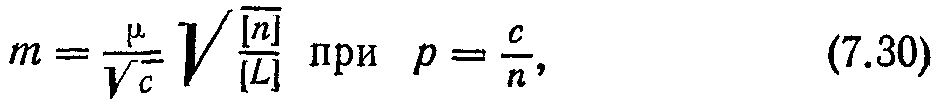 m = μ/√c √([n]/[L]) при p = c/n, (7.30)